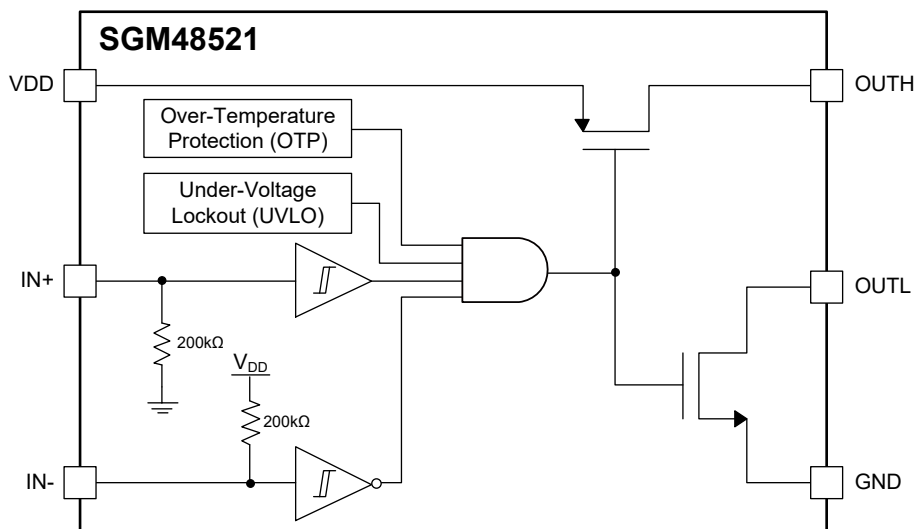 SGM48521
VDD
OUTH
Over-Temperature
Protection (OTP)
Under-Voltage
Lockout (UVLO)
IN+
OUTL
200kΩ
VDD
200kΩ
IN-
GND